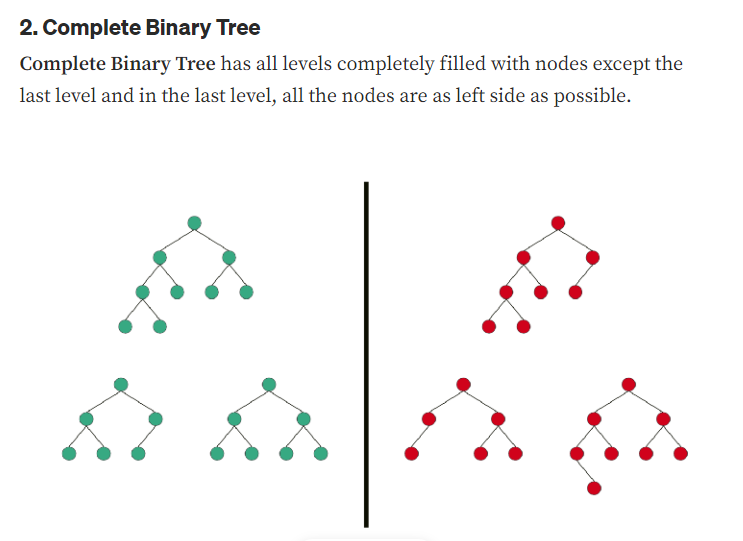 2. Complete Binary Tree
Complete Binary Tree has all levels completely filled with nodes except the
last level and in the last level, all the nodes are as left side as possible.